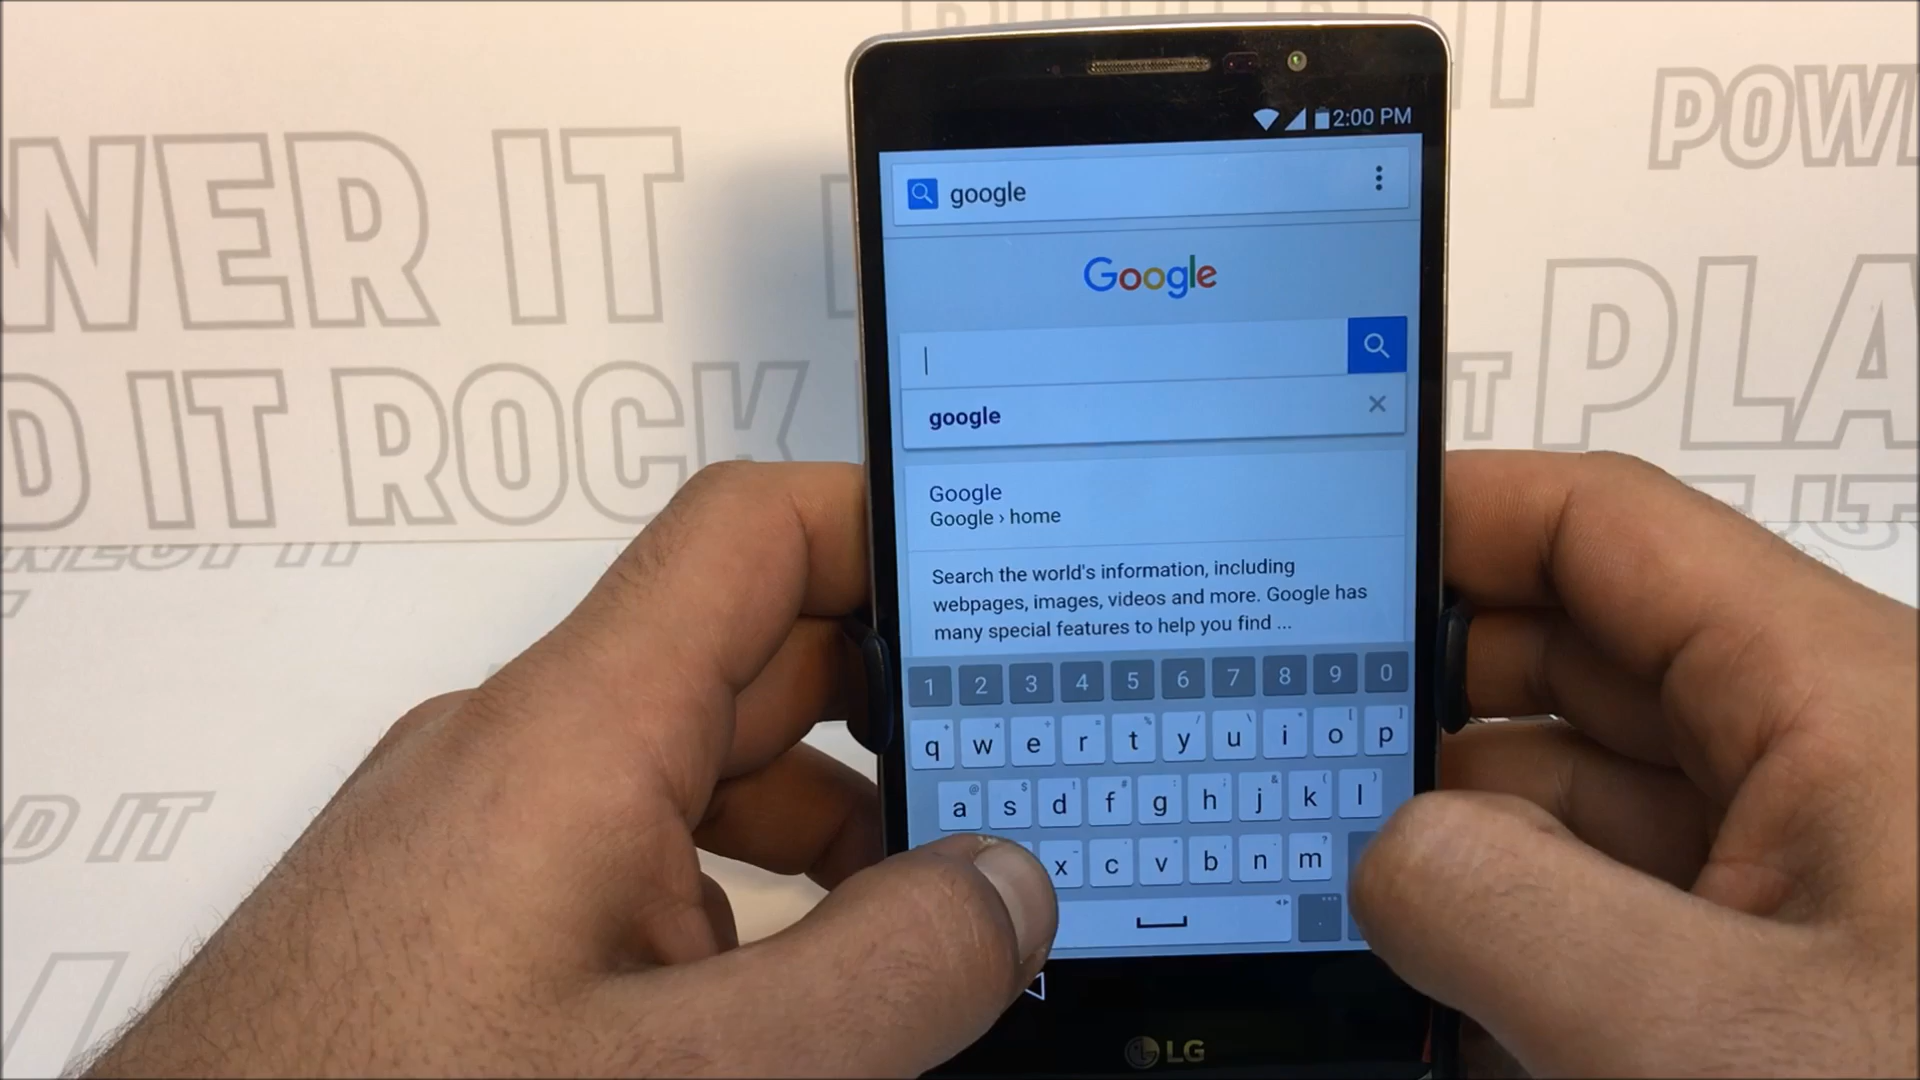 POWE
WER IT
PLA
D IT ROCK
IT
D IT
2:00 PM
google
Google
google
Google
Google › home
Search the world's information, including
webpages, images, videos and more. Google has
many special features to help you find ...
1 2 3 4 5 6 7 8 9 0
q w e r t y u i o p
a s d f g h j k l
x c v b n m
LG